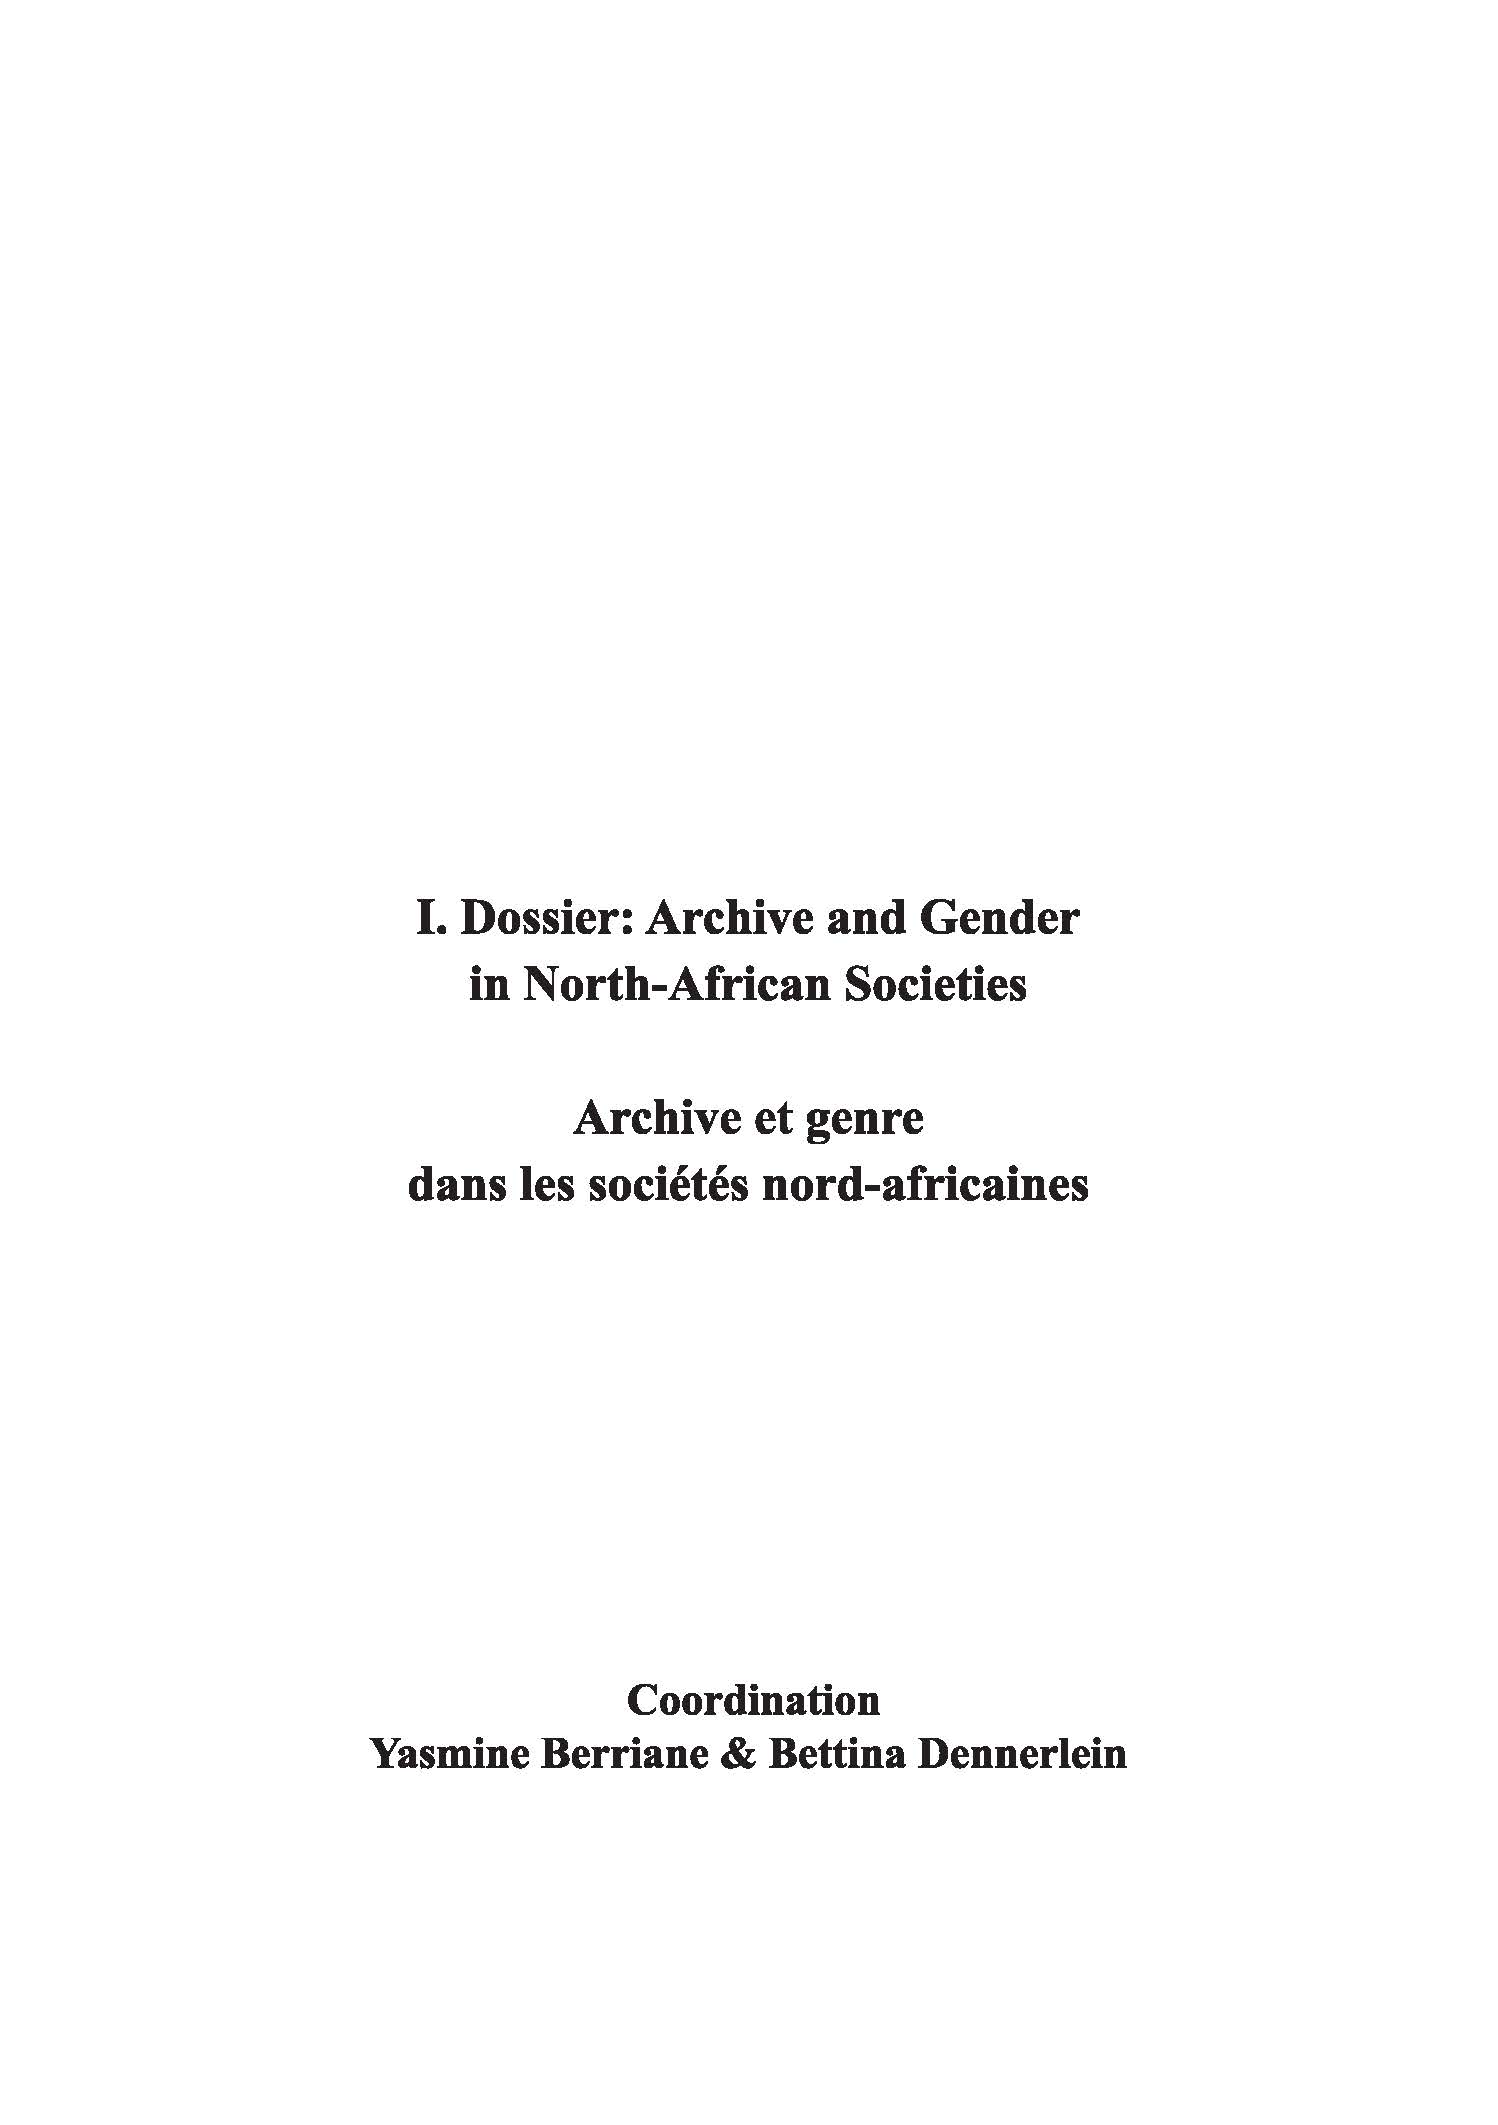 I. Dossier: Archive and Gender
in North-African Societies
Archive et genre
dans les sociétés nord-africaines
Coordination
Yasmine Berriane & Bettina Dennerlein